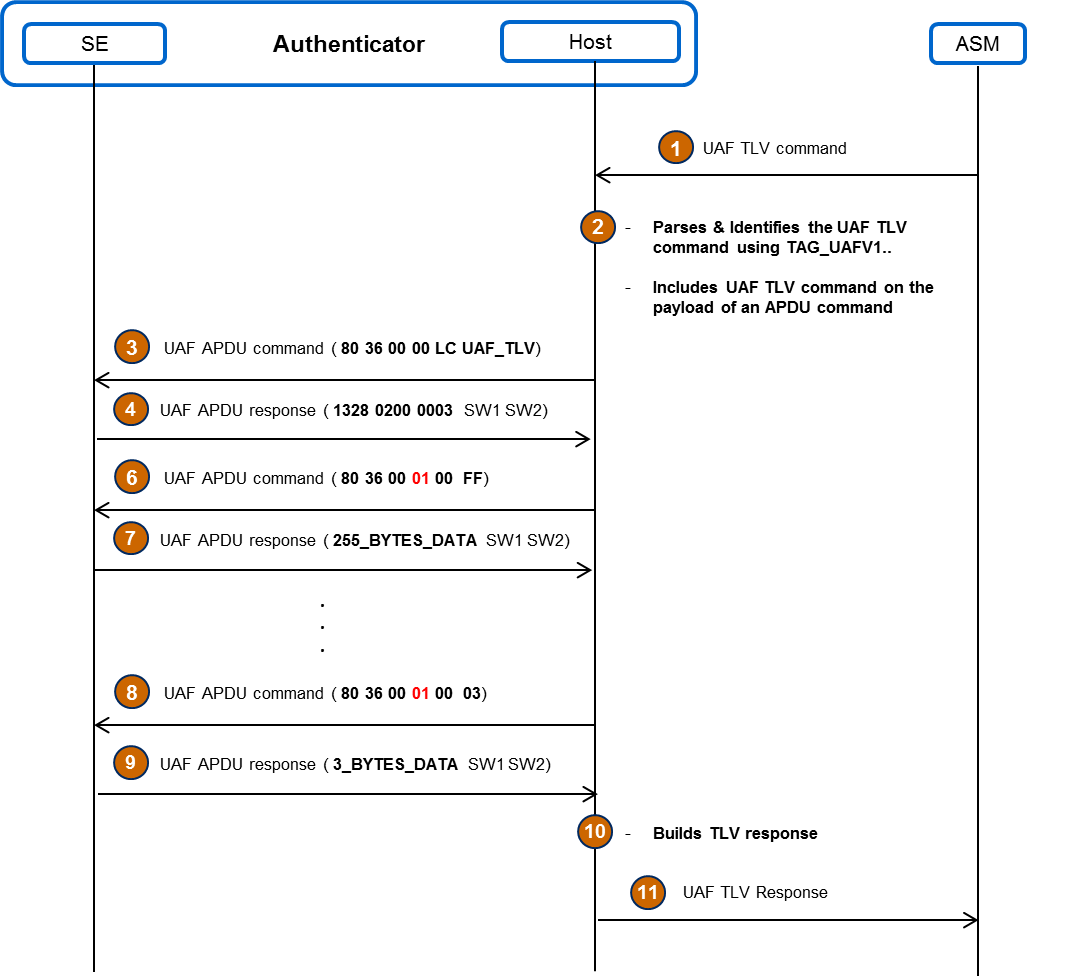 SE
Authenticator
Host
ASM
1 UAF TLV command
2 - Parses & Identifies the UAF TLV
command using TAG_UAFV1..
- Includes UAF TLV command on the
payload of an APDU command
3 UAF APDU command ( 80 36 00 00 LC UAF_TLV)
4 UAF APDU response ( 1328 0200 0003 SW1 SW2)
6 UAF APDU command ( 80 36 00 01 00 FF)
7 UAF APDU response ( 255_BYTES_DATA SW1 SW2)
.
.
.
8 UAF APDU command ( 80 36 00 01 00 03)
9 UAF APDU response ( 3_BYTES_DATA SW1 SW2)
10 - Builds TLV response
11 UAF TLV Response